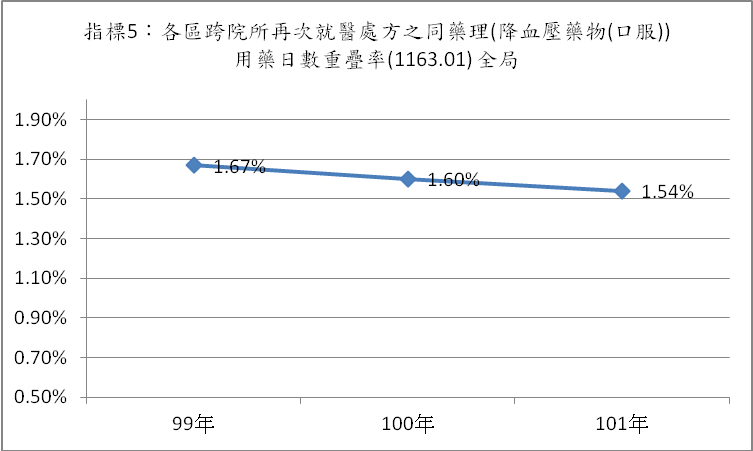 指標5：各區跨院所再次就醫處方之同藥理(降血壓藥物(口服))
用藥日數重疊率(1163.01) 全局
1.90%
1.70%
1.50%
1.30%
1.10%
0.90%
0.70%
0.50%
1.67%
1.60%
1.54%
99年
100年
101年